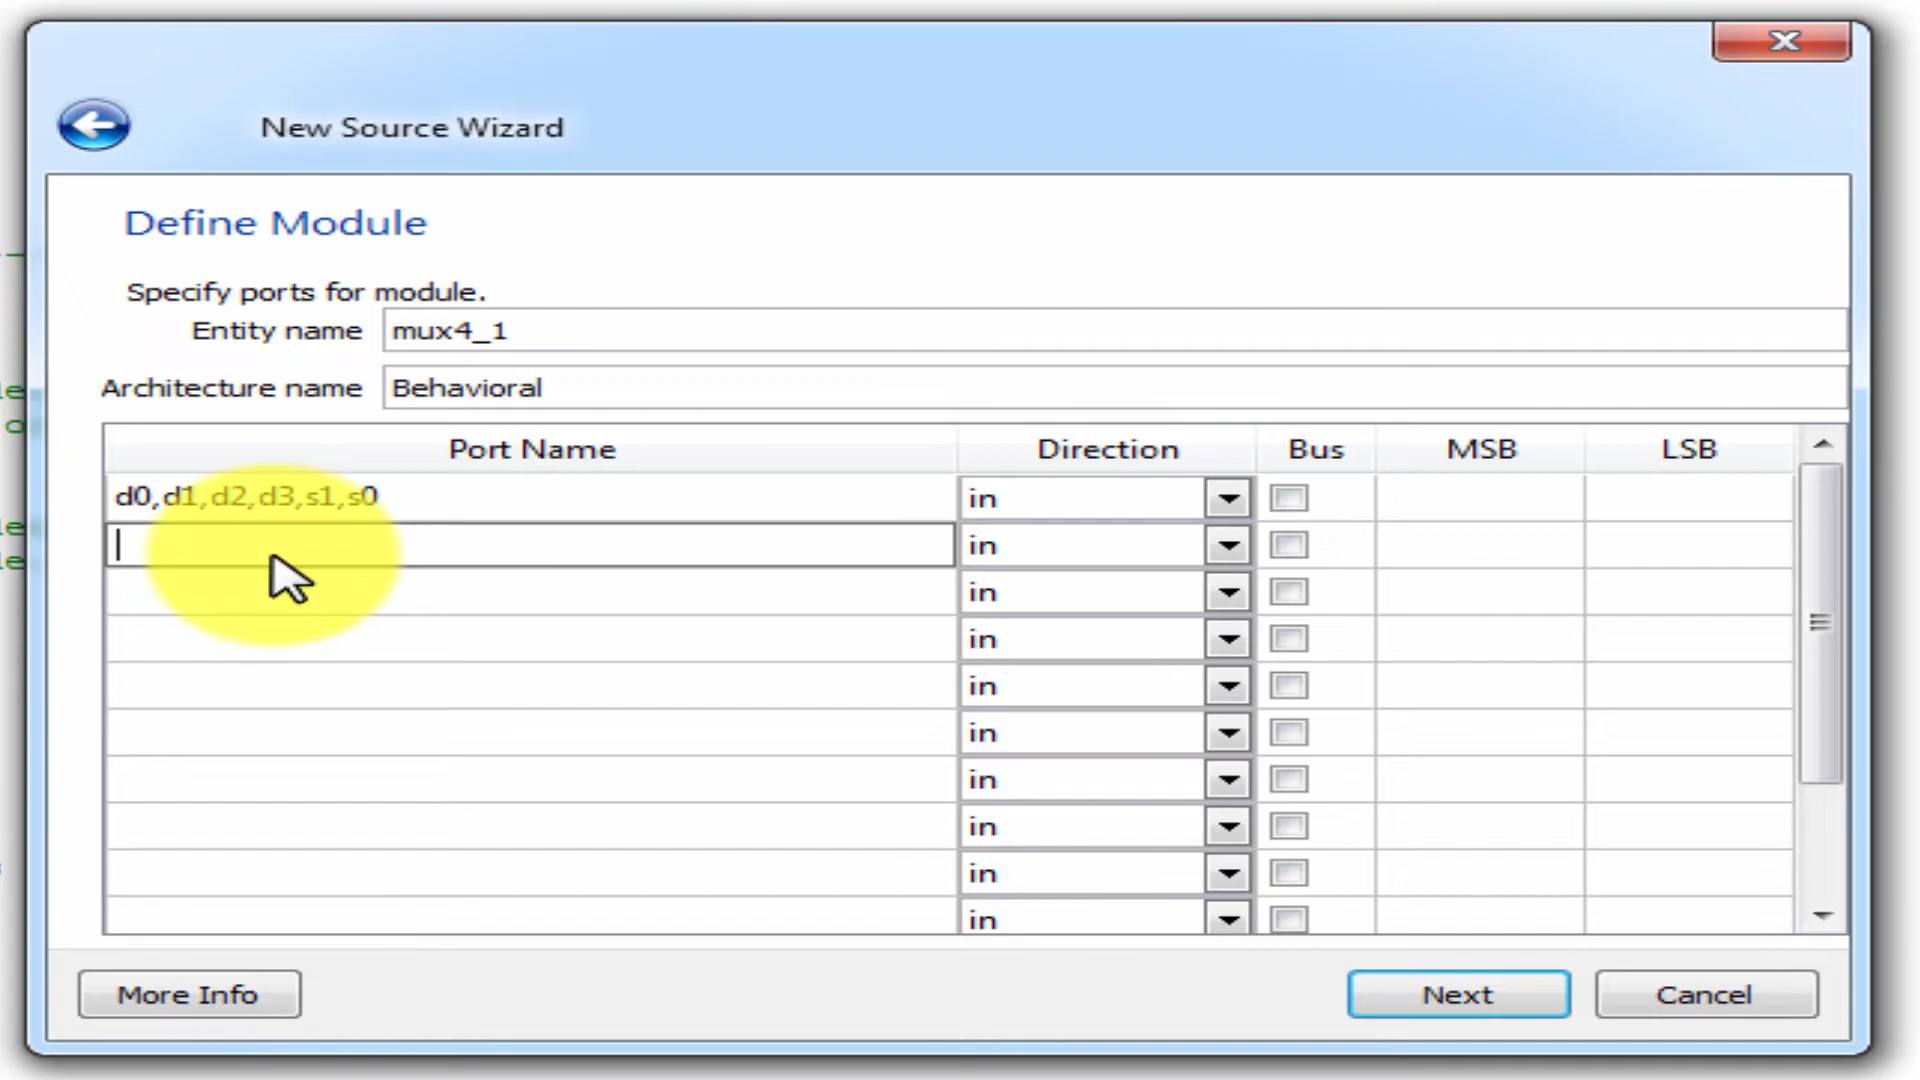 New Source Wizard
Define Module
Specify ports for module.
Entity name mux4_1
Architecture name Behavioral
Port Name Direction Bus MSB LSB
d0,d1,d2,d3,s1,s0 in
in
in
in
in
in
in
in
in
in
More Info Next Cancel